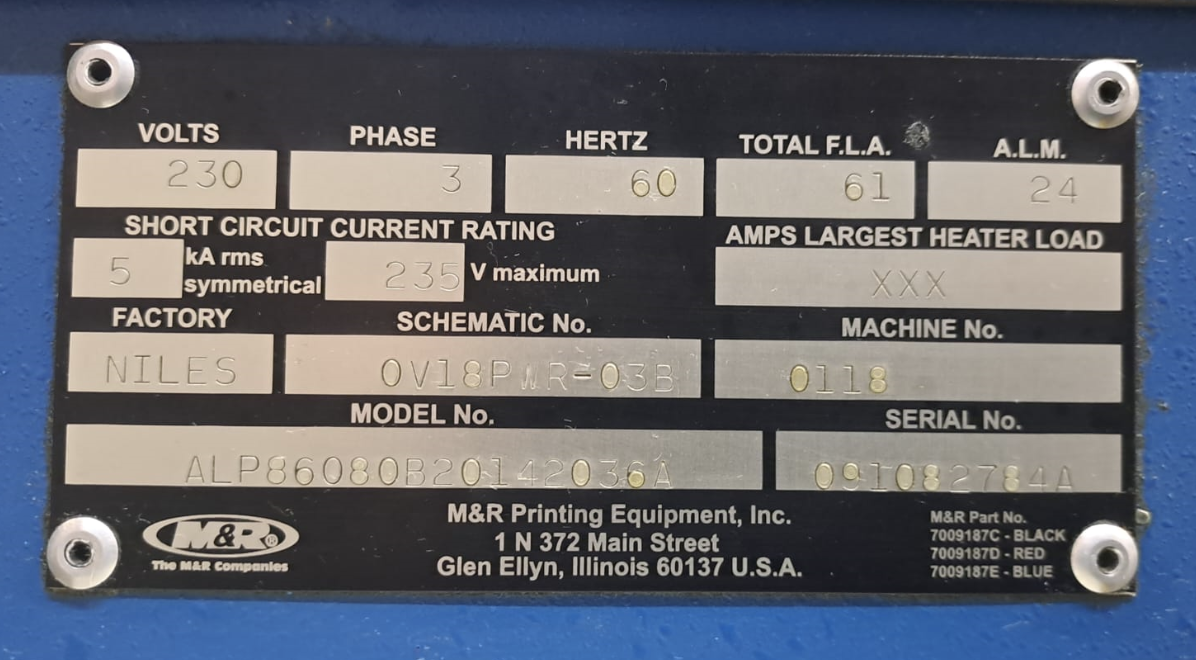 VOLTS PHASE HERTZ TOTAL F.L.A. A.L.M.
230 3 60 61 24
SHORT CIRCUIT CURRENT RATING AMPS LARGEST HEATER LOAD
5 kA rms symmetrical 235 V maximum XXX
FACTORY SCHEMATIC No. MACHINE No.
NILES OV18PWR-03B 0118
MODEL No. SERIAL No.
ALP86080B20142036A 091082784A
M&R®
The M&R Companies
M&R Printing Equipment, Inc.
1 N 372 Main Street
Glen Ellyn, Illinois 60137 U.S.A.
M&R Part No.
7009187C - BLACK
7009187D - RED
7009187E - BLUE